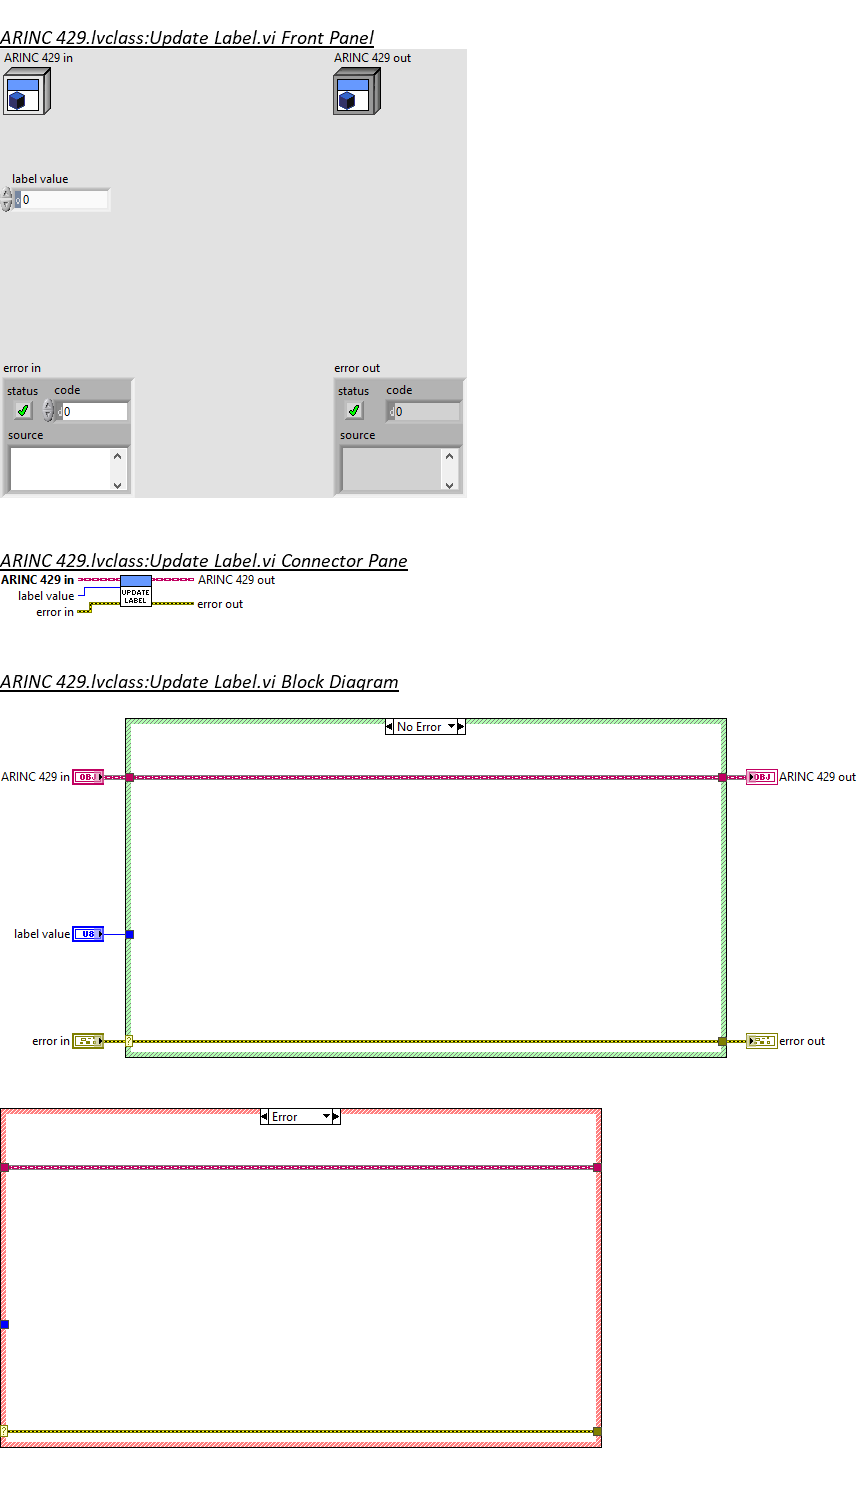 ARINC 429.lvclass:Update Label.vi Front Panel
ARINC 429 in
ARINC 429 out
label value
0
error in
error out
status code
status code
0
0
source
source
ARINC 429.lvclass:Update Label.vi Connector Pane
ARINC 429 in
ARINC 429 out
UPDATE
LABEL
label value
error in
error out
ARINC 429.lvclass:Update Label.vi Block Diagram
No Error
ARINC 429 in
OBJ
OBJ
ARINC 429 out
label value
U8
error in
?
error out
Error
?